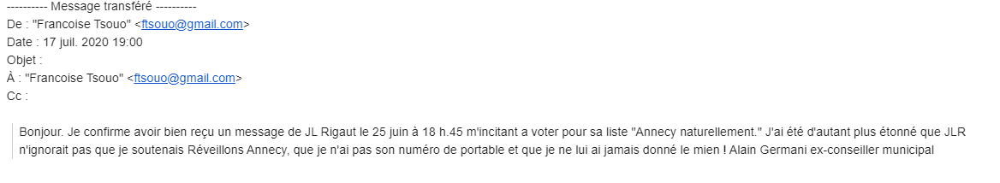 ---------- Message transféré ----------
De : "Francoise Tsouo" <ftsouo@gmail.com>
Date : 17 juil. 2020 19:00
Objet :
À : "Francoise Tsouo" <ftsouo@gmail.com>
Cc :
Bonjour. Je confirme avoir bien reçu un message de JL Rigaut le 25 juin à 18 h.45 m'incitant a voter pour sa liste "Annecy naturellement." J'ai été d'autant plus étonné que JLR
n'ignorait pas que je soutenais Réveillons Annecy, que je n'ai pas son numéro de portable et que je ne lui ai jamais donné le mien ! Alain Germani ex-conseiller municipal